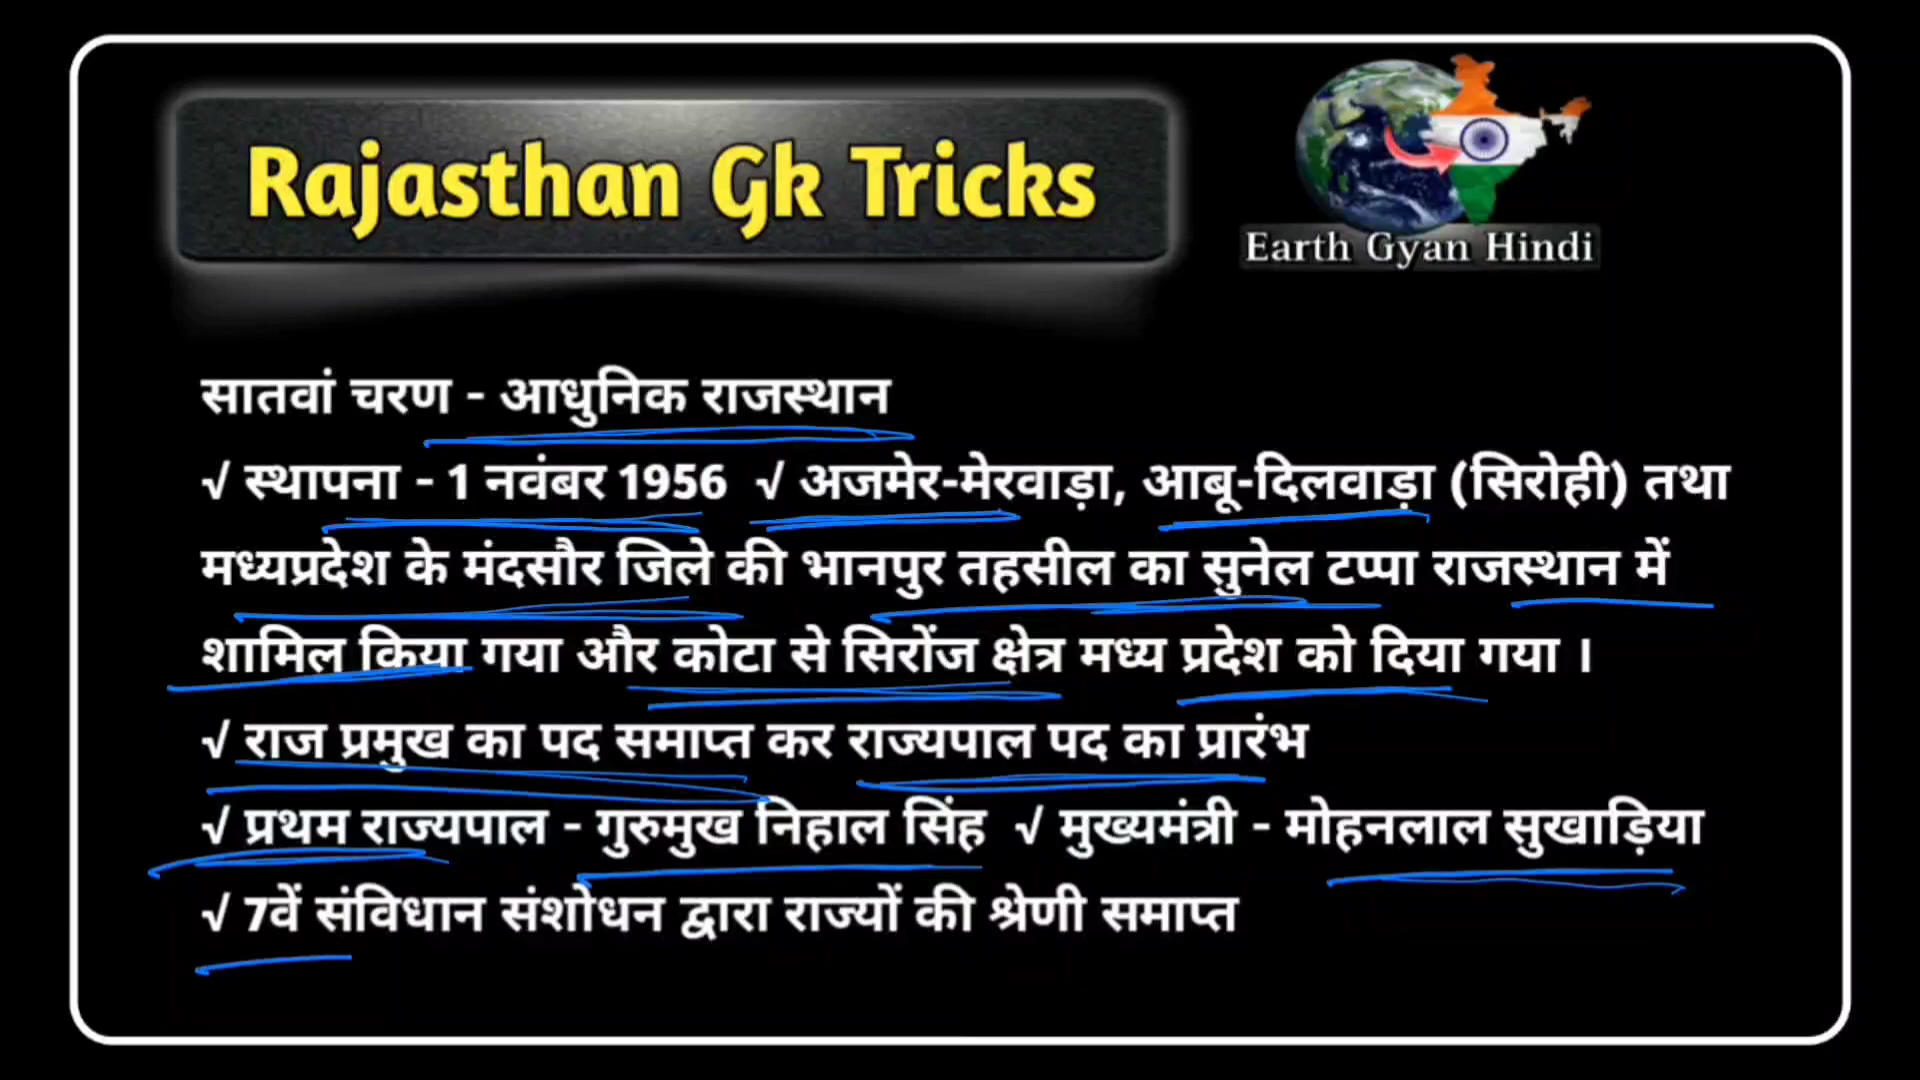 Rajasthan Gk Tricks
Earth Gyan Hindi
सातवां चरण - आधुनिक राजस्थान
√ स्थापना - 1 नवंबर 1956 √ अजमेर-मेरवाड़ा, आबू-दिलवाड़ा (सिरोही) तथा
मध्यप्रदेश के मंदसौर जिले की भानपुर तहसील का सुनेल टप्पा राजस्थान में
शामिल किया गया और कोटा से सिरोंज क्षेत्र मध्य प्रदेश को दिया गया ।
√ राज प्रमुख का पद समाप्त कर राज्यपाल पद का प्रारंभ
√ प्रथम राज्यपाल - गुरुमुख निहाल सिंह √ मुख्यमंत्री - मोहनलाल सुखाड़िया
√ 7वें संविधान संशोधन द्वारा राज्यों की श्रेणी समाप्त